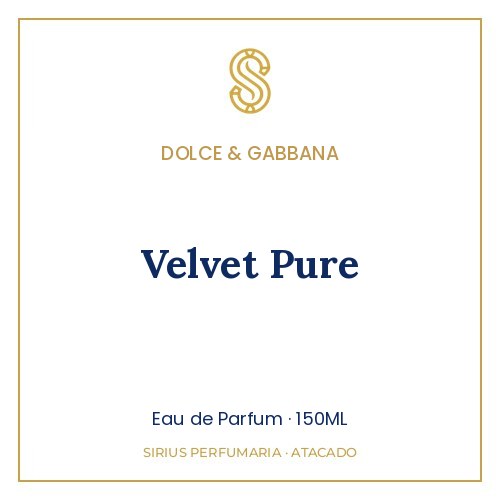 DOLCE & GABBANA
Velvet Pure
Eau de Parfum · 150ML
SIRIUS PERFUMARIA · ATACADO